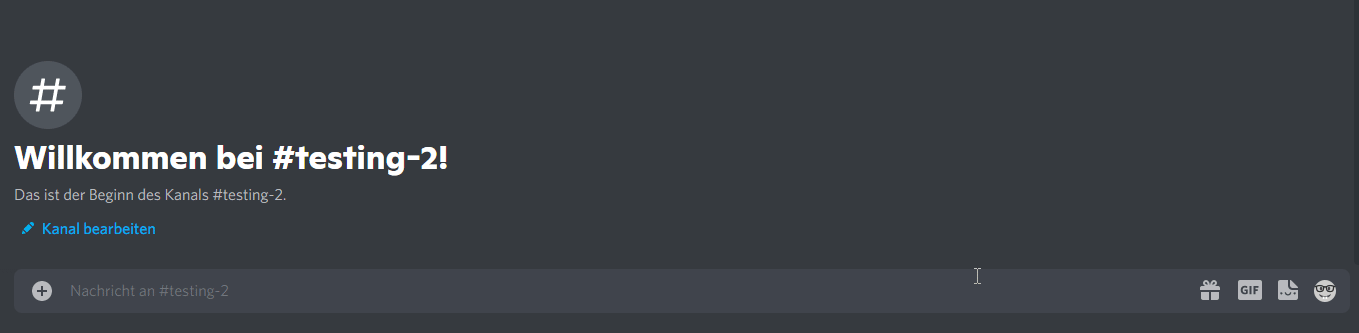 #
Willkommen bei #testing-2!
Das ist der Beginn des Kanals #testing-2.
Kanal bearbeiten
Nachricht an #testing-2
GIF